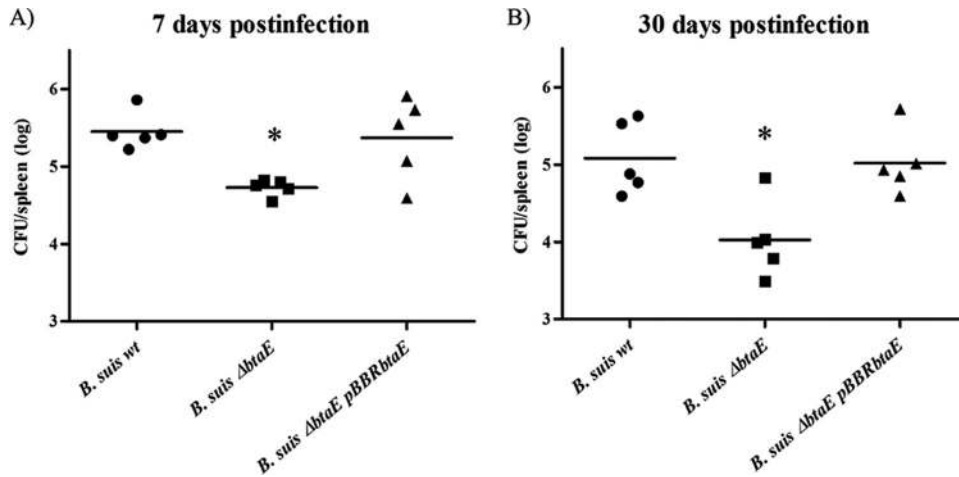 A)
7 days postinfection
CFU/spleen (log)
6
5
4
3
*
B. suis wt
B. suis ΔbtaE
B. suis ΔbtaE pBBRbtaE
B)
30 days postinfection
CFU/spleen (log)
6
5
4
3
*
B. suis wt
B. suis ΔbtaE
B. suis ΔbtaE pBBRbtaE